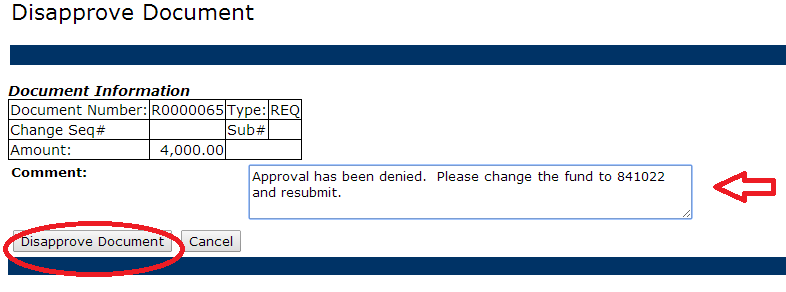 Disapprove Document
Document Information
Document Number: R0000065 Type: REQ
Change Seq# Sub#
Amount: 4,000.00
Comment: Approval has been denied.  Please change the fund to 841022
and resubmit.
Disapprove Document Cancel